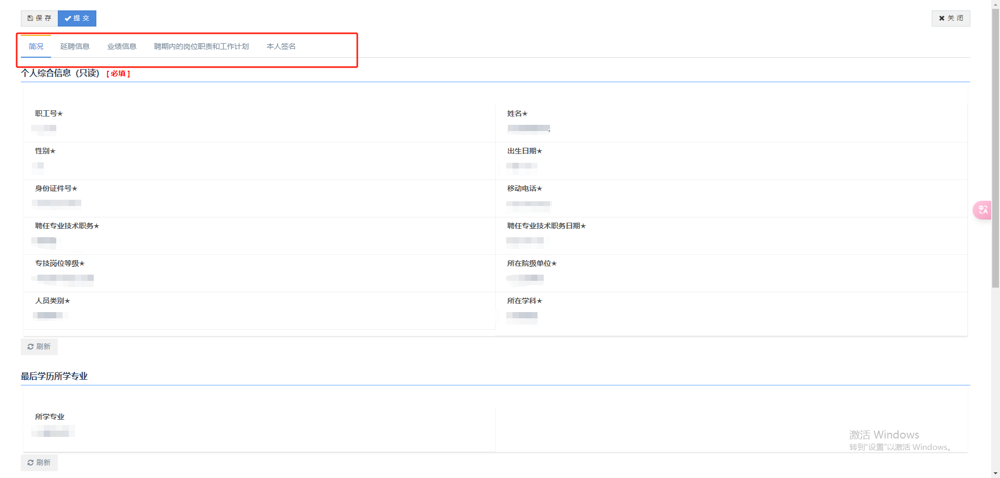 保 存 提 交 关 闭
简况 延聘信息 业绩信息 聘期内的岗位职责和工作计划 本人签名
个人综合信息（只读） [ 必填 ]
职工号★ 姓名★
性别★ 出生日期★
身份证件号★ 移动电话★
聘任专业技术职务★ 聘任专业技术职务日期★
专技岗位等级★ 所在院级单位★
人员类别★ 所在学科★
刷新
最后学历所学专业
所学专业
激活 Windows
转到"设置"以激活 Windows。
刷新